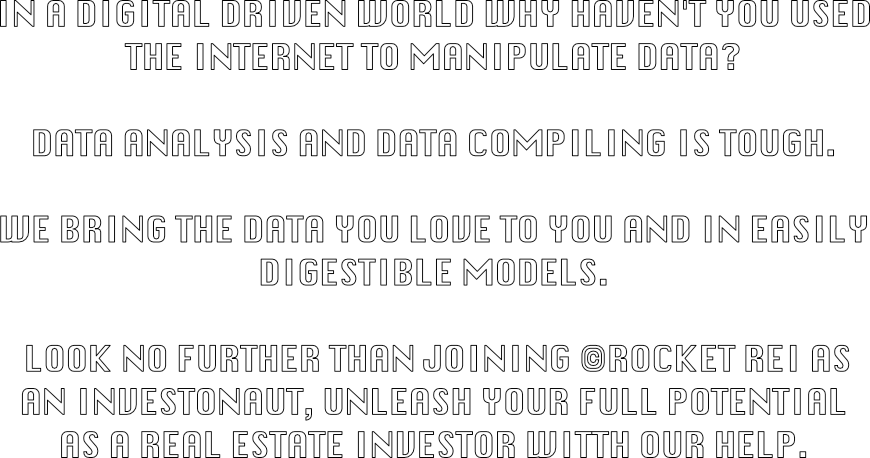 IN A DIGITAL DRIVEN WORLD WHY HAVEN'T YOU USED
THE INTERNET TO MANIPULATE DATA?
DATA ANALYSIS AND DATA COMPILING IS TOUGH.
WE BRING THE DATA YOU LOVE TO YOU AND IN EASILY
DIGESTIBLE MODELS.
LOOK NO FURTHER THAN JOINING ©ROCKET REI AS
AN INVESTONAUT, UNLEASH YOUR FULL POTENTIAL
AS A REAL ESTATE INVESTOR WITTH OUR HELP.